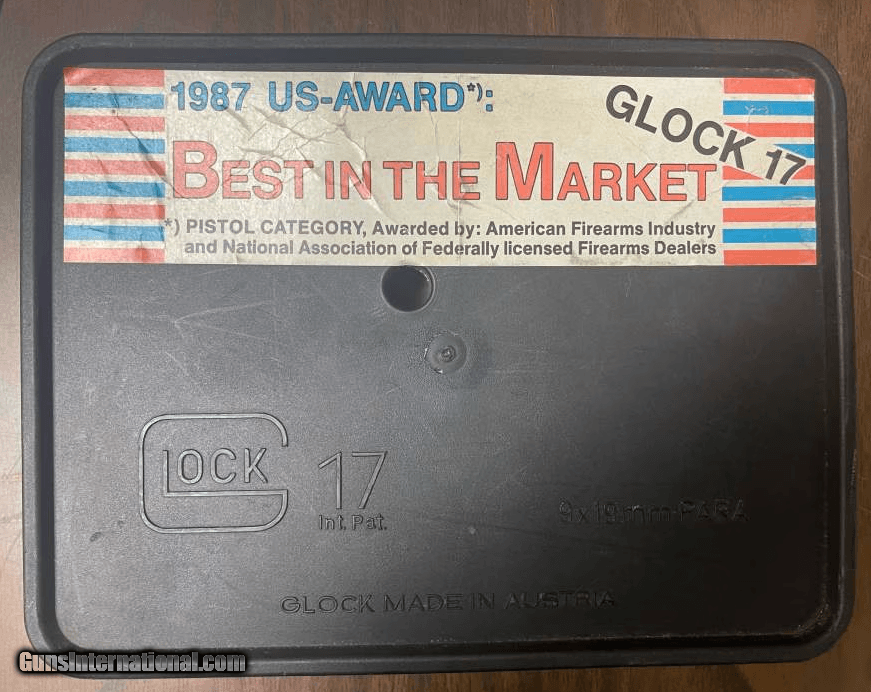 1987 US-AWARD*):
GLOCK 17
BEST IN THE MARKET
*) PISTOL CATEGORY, Awarded by: American Firearms Industry
and National Association of Federally licensed Firearms Dealers
GLOCK
17
Int. Pat.
9x19mm PARA
GLOCK MADE IN AUSTRIA
GunsInternational.com